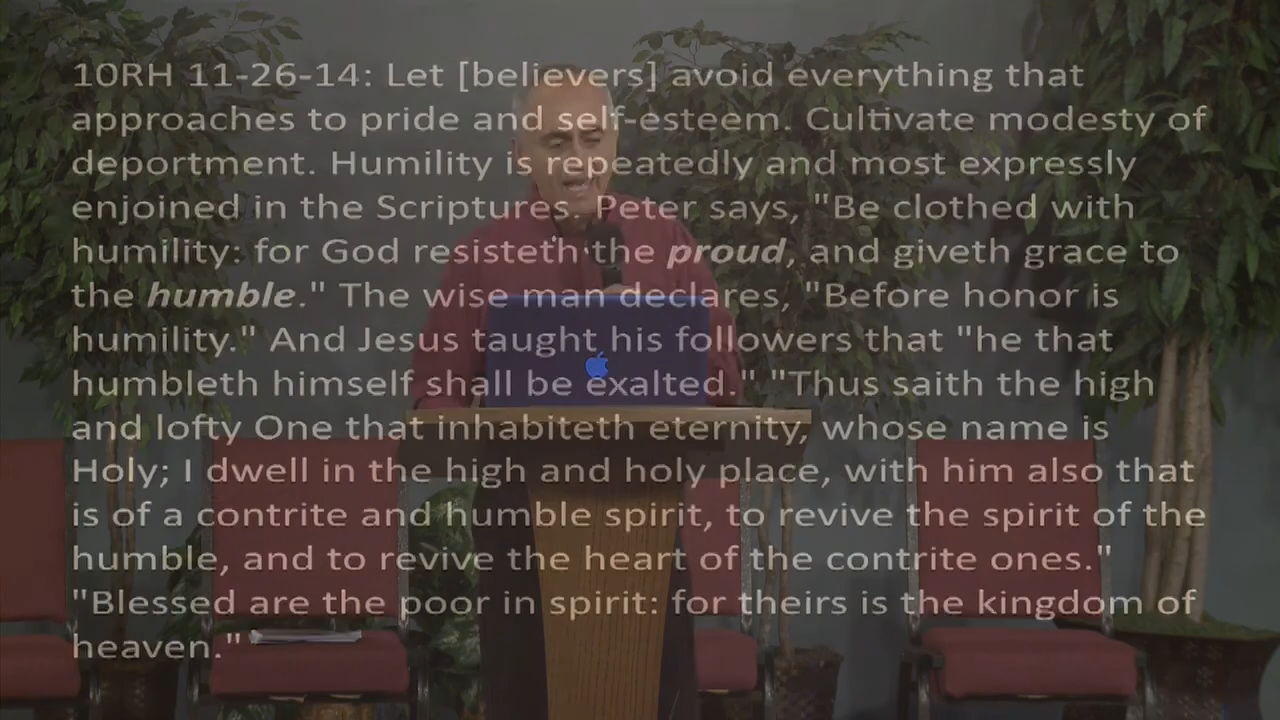 10RH 11-26-14: Let [believers] avoid everything that
approaches to pride and self-esteem. Cultivate modesty of
deportment. Humility is repeatedly and most expressly
enjoined in the Scriptures. Peter says, "Be clothed with
humility: for God resisteth the proud, and giveth grace to
the humble." The wise man declares, "Before honor is
humility." And Jesus taught his followers that "he that
humbleth himself shall be exalted." "Thus saith the high
and lofty One that inhabiteth eternity, whose name is
Holy; I dwell in the high and holy place, with him also that
is of a contrite and humble spirit, to revive the spirit of the
humble, and to revive the heart of the contrite ones."
"Blessed are the poor in spirit: for theirs is the kingdom of
heaven."